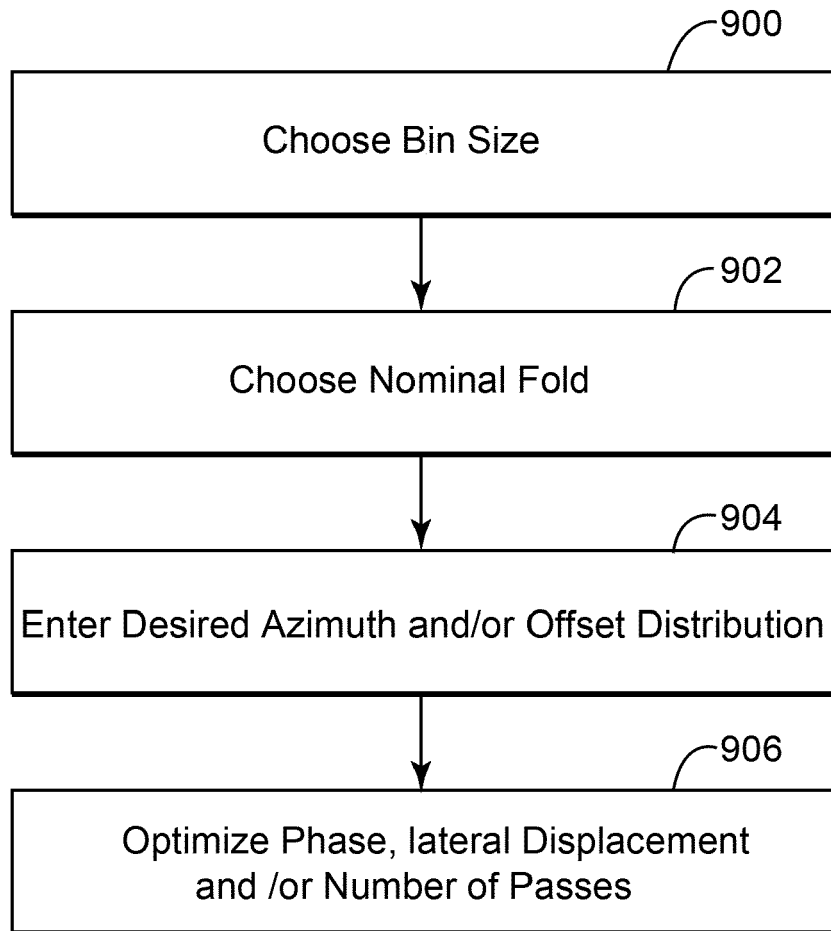 900
Choose Bin Size
902
Choose Nominal Fold
904
Enter Desired Azimuth and/or Offset Distribution
906
Optimize Phase, lateral Displacement
and /or Number of Passes